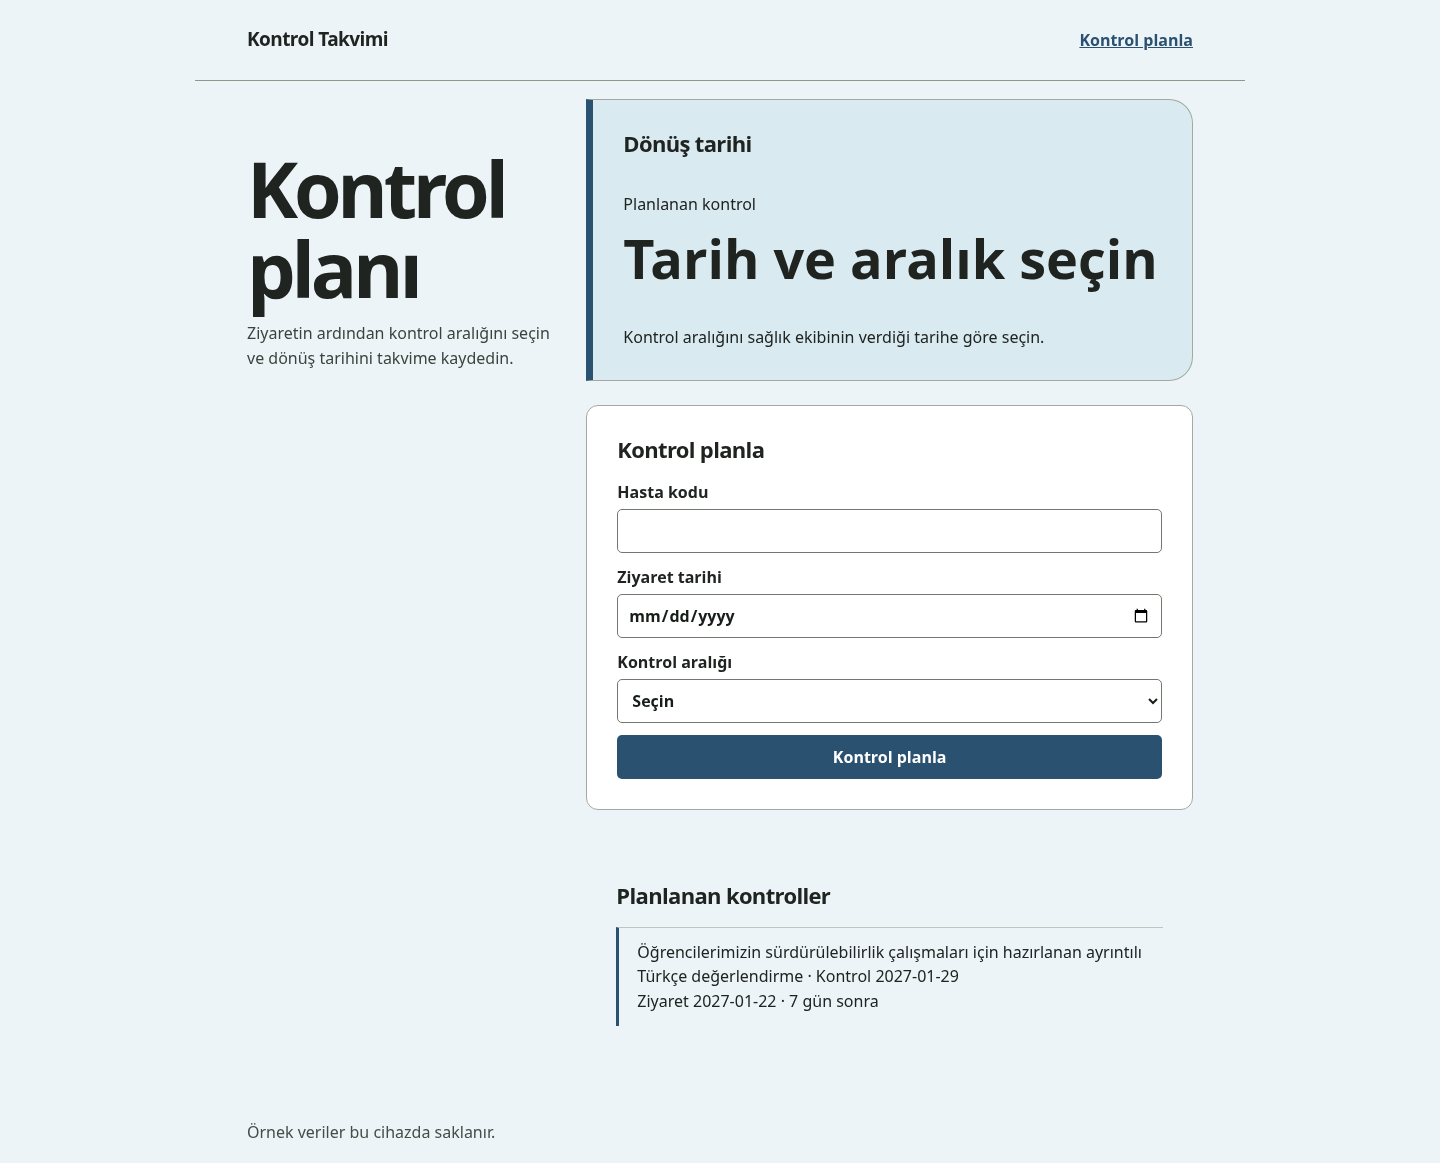 Kontrol Takvimi
Kontrol planla
Kontrol
planı
Ziyaretin ardından kontrol aralığını seçin
ve dönüş tarihini takvime kaydedin.
Dönüş tarihi
Planlanan kontrol
Tarih ve aralık seçin
Kontrol aralığını sağlık ekibinin verdiği tarihe göre seçin.
Kontrol planla
Hasta kodu
Ziyaret tarihi
mm/dd/yyyy
Kontrol aralığı
Seçin
Kontrol planla
Planlanan kontroller
Öğrencilerimizin sürdürülebilirlik çalışmaları için hazırlanan ayrıntılı
Türkçe değerlendirme · Kontrol 2027-01-29
Ziyaret 2027-01-22 · 7 gün sonra
Örnek veriler bu cihazda saklanır.